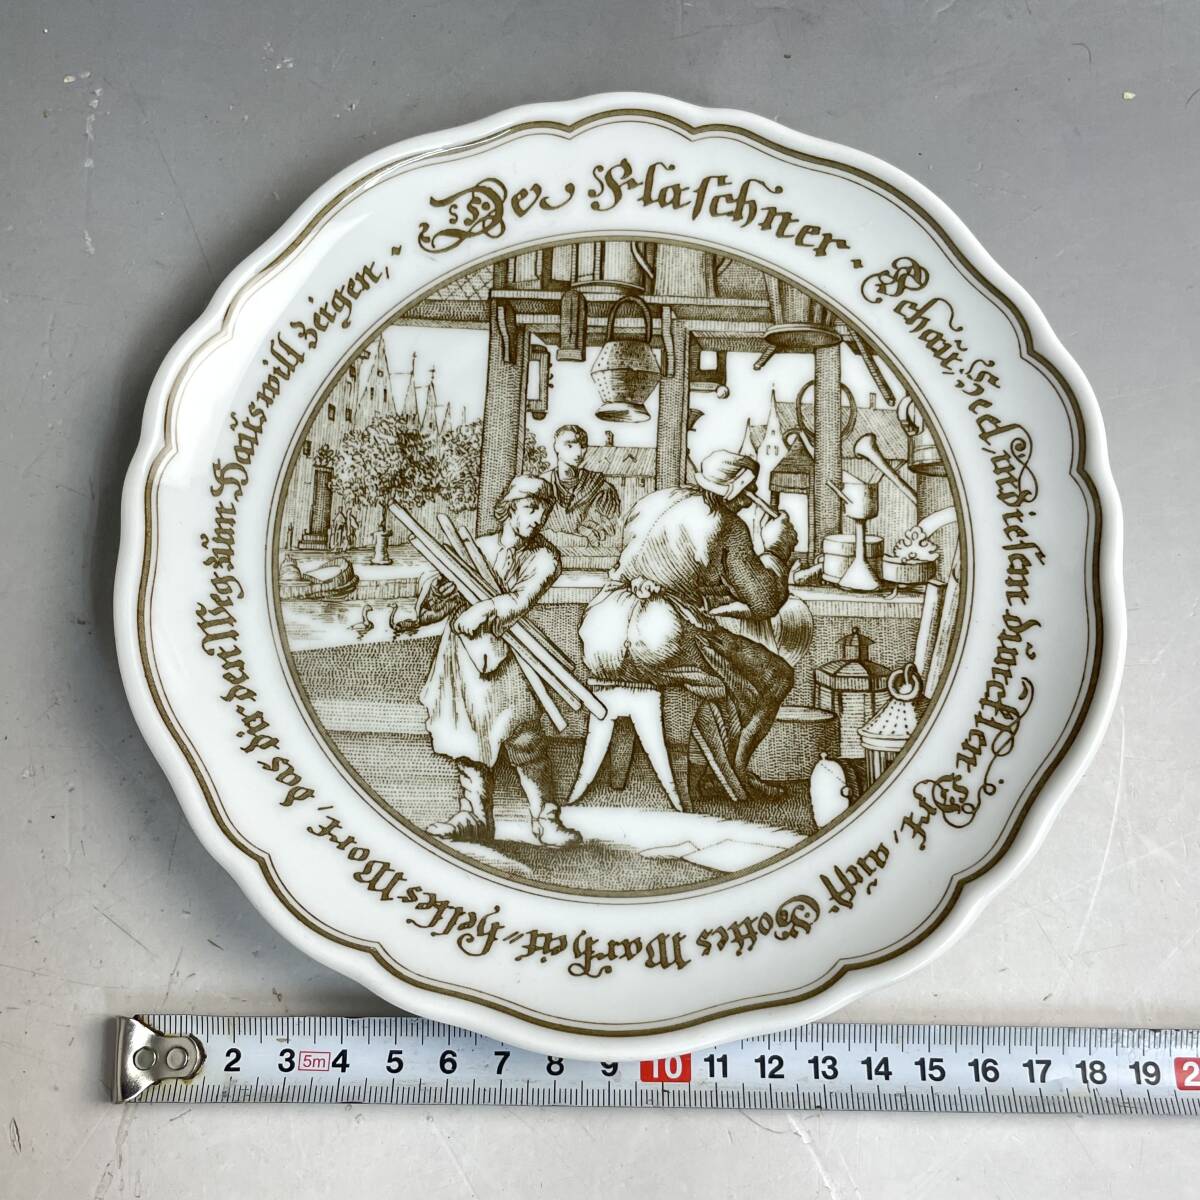 Der Flaschner.
Schau, Seel, in diesem duncklen Ort, auff Gottes Warheit=helles Wort, das dir den Weg zum Haus will zeigen,.
2 3 5m 4 5 6 7 8 9 10 11 12 13 14 15 16 17 18 19 2